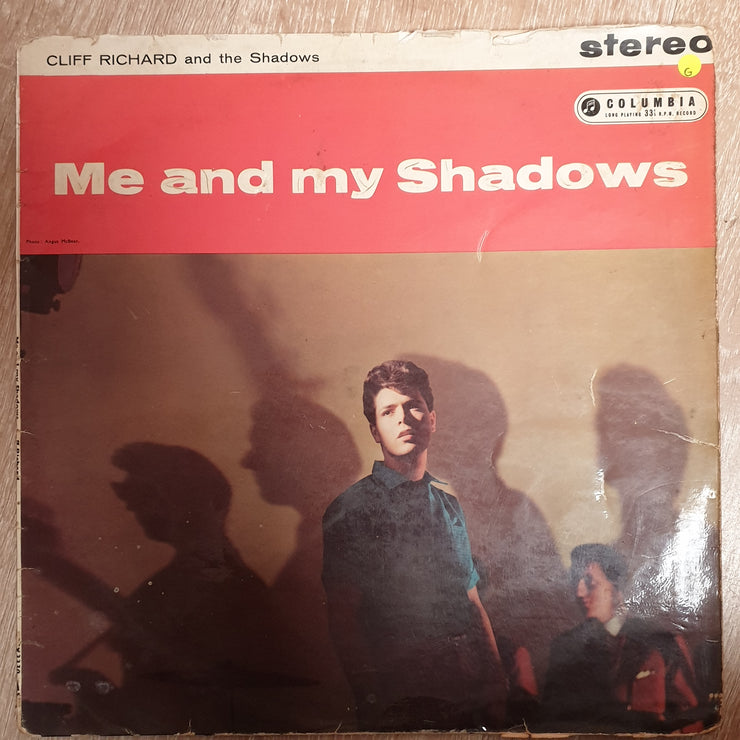 CLIFF RICHARD and the Shadows
stereo
G
COLUMBIA
LONG PLAYING 33⅓ R.P.M. RECORD
Me and my Shadows
Photo: Angus McBean.